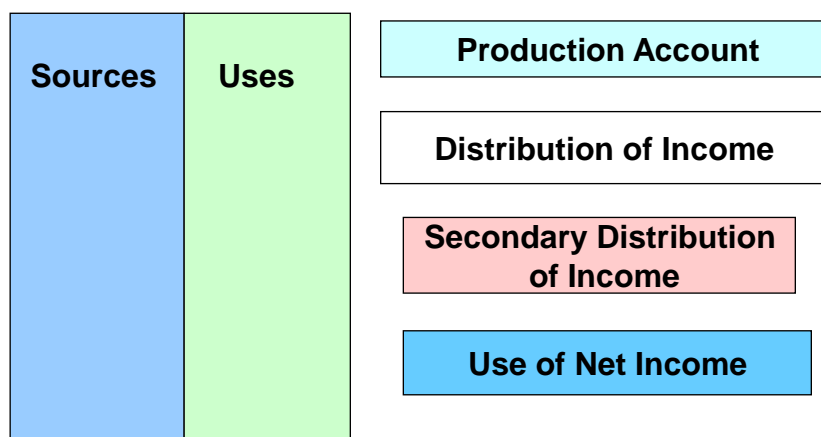 Sources
Uses
Production Account
Distribution of Income
Secondary Distribution
of Income
Use of Net Income